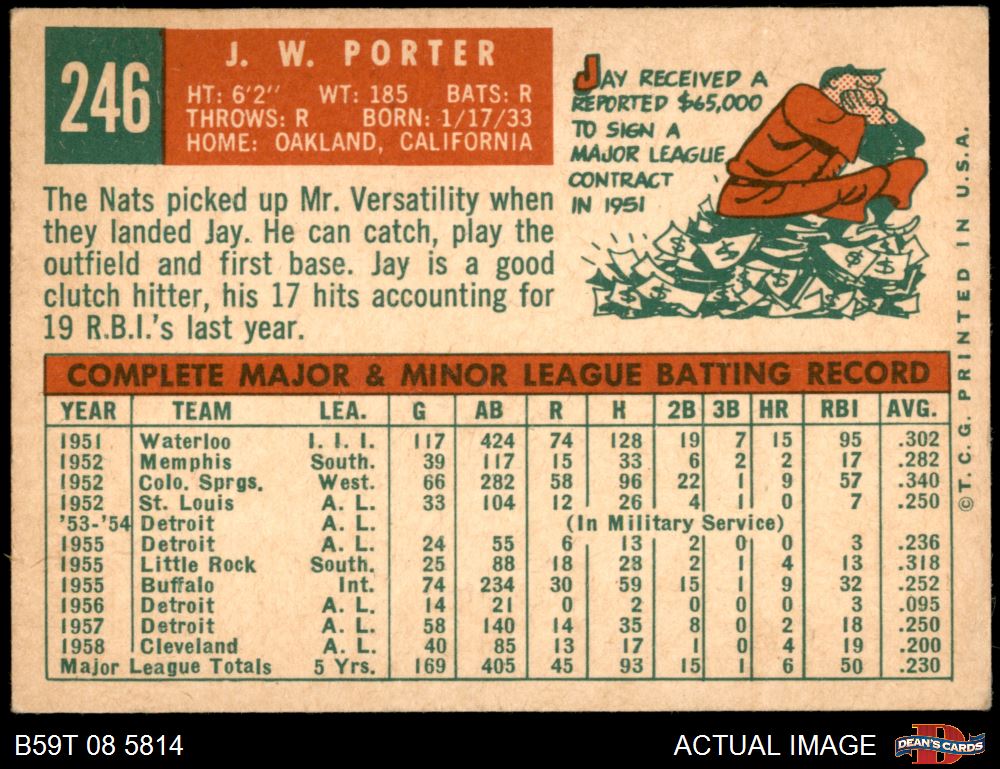 246
J. W. PORTER
HT: 6'2" WT: 185 BATS: R
THROWS: R BORN: 1/17/33
HOME: OAKLAND, CALIFORNIA
JAY RECEIVED A
REPORTED $65,000
TO SIGN A
MAJOR LEAGUE
CONTRACT
IN 1951
The Nats picked up Mr. Versatility when
they landed Jay. He can catch, play the
outfield and first base. Jay is a good
clutch hitter, his 17 hits accounting for
19 R.B.I.'s last year.
COMPLETE MAJOR & MINOR LEAGUE BATTING RECORD
YEAR TEAM LEA. G AB R H 2B 3B HR RBI AVG.
1951 Waterloo I. I. I. 117 424 74 128 19 7 15 95 .302
1952 Memphis South. 39 117 15 33 6 2 2 17 .282
1952 Colo. Sprgs. West. 66 282 58 96 22 1 9 57 .340
1952 St. Louis A. L. 33 104 12 26 4 1 0 7 .250
'53-'54 Detroit A. L. (In Military Service)
1955 Detroit A. L. 24 55 6 13 2 0 0 3 .236
1955 Little Rock South. 25 88 18 28 2 1 4 13 .318
1955 Buffalo Int. 74 234 30 59 15 1 9 32 .252
1956 Detroit A. L. 14 21 0 2 0 0 0 3 .095
1957 Detroit A. L. 58 140 14 35 8 0 2 18 .250
1958 Cleveland A. L. 40 85 13 17 1 0 4 19 .200
Major League Totals 5 Yrs. 169 405 45 93 15 1 6 50 .230
© T. C. G. PRINTED IN U.S.A.
B59T 08 5814
ACTUAL IMAGE
DEAN'S CARDS